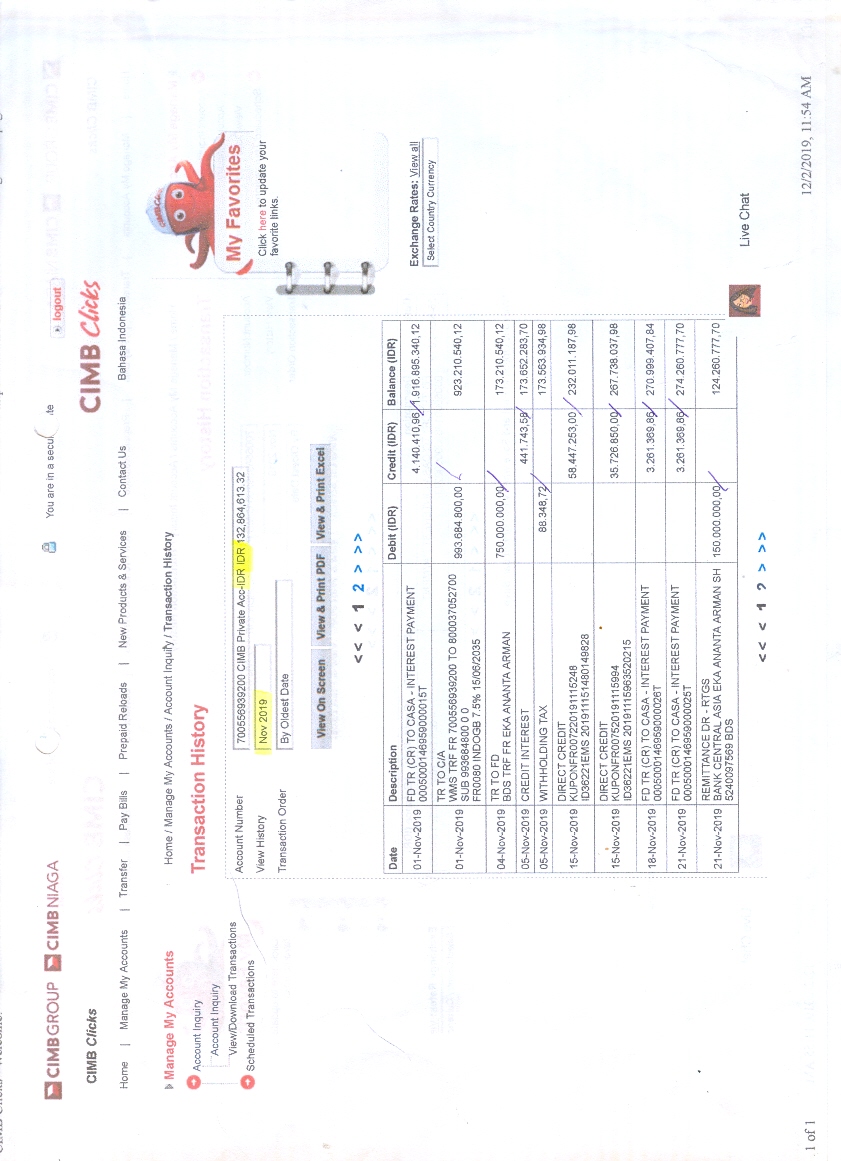 CIMBGROUP CIMB NIAGA
You are in a secu
te
logout
CIMB Clicks
CIMB Clicks
Home | Manage My Accounts | Transfer | Pay Bills | Prepaid Reloads | New Products & Services | Contact Us
Bahasa Indonesia
Manage My Accounts
Account Inquiry
Account Inquiry
View/Download Transactions
Scheduled Transactions
Home / Manage My Accounts / Account Inquiry / Transaction History
Transaction History
Account Number 700556939200 CIMB Private Acc-IDR IDR 132,864,613.32
View History Nov 2019
Transaction Order By Oldest Date
View On Screen View & Print PDF View & Print Excel
<< < 1 2 > >>
My Favorites
Click here to update your
favorite links.
Exchange Rates: View all
Select Country Currency
Date Description Debit (IDR) Credit (IDR) Balance (IDR)
01-Nov-2019 FD TR (CR) TO CASA - INTEREST PAYMENT 4.140.410,96 1.916.895.340,12
000500014695900000015T
01-Nov-2019 TR TO C/A 993.684.800,00 923.210.540,12
WMS TRF FR 700556939200 TO 800037052700
SUB 993684800 0 0
FR0080 INDOGB 7.5% 15/06/2035
04-Nov-2019 TR TO FD 750.000.000,00 173.210.540,12
BDS TRF FR EKA ANANTA ARMAN
05-Nov-2019 CREDIT INTEREST 441.743,58 173.652.283,70
05-Nov-2019 WITHHOLDING TAX 88.348,72 173.563.934,98
15-Nov-2019 DIRECT CREDIT 58.447.253,00 232.011.187,98
KUPONFR007220191115248
ID36221EMS 2019111151480149828
15-Nov-2019 DIRECT CREDIT 35.726.850,00 267.738.037,98
KUPONFR007520191115994
ID36221EMS 20191115963520215
18-Nov-2019 FD TR (CR) TO CASA - INTEREST PAYMENT 3.261.369,86 270.999.407,84
000500014695900000026T
21-Nov-2019 FD TR (CR) TO CASA - INTEREST PAYMENT 3.261.369,86 274.260.777,70
000500014695900000025T
21-Nov-2019 REMITTANCE DR - RTGS 150.000.000,00 124.260.777,70
BANK CENTRAL ASIA EKA ANANTA ARMAN SH
5240097569 BDS
<< < 1 2 > >>
Live Chat
1 of 1
12/2/2019, 11:54 AM